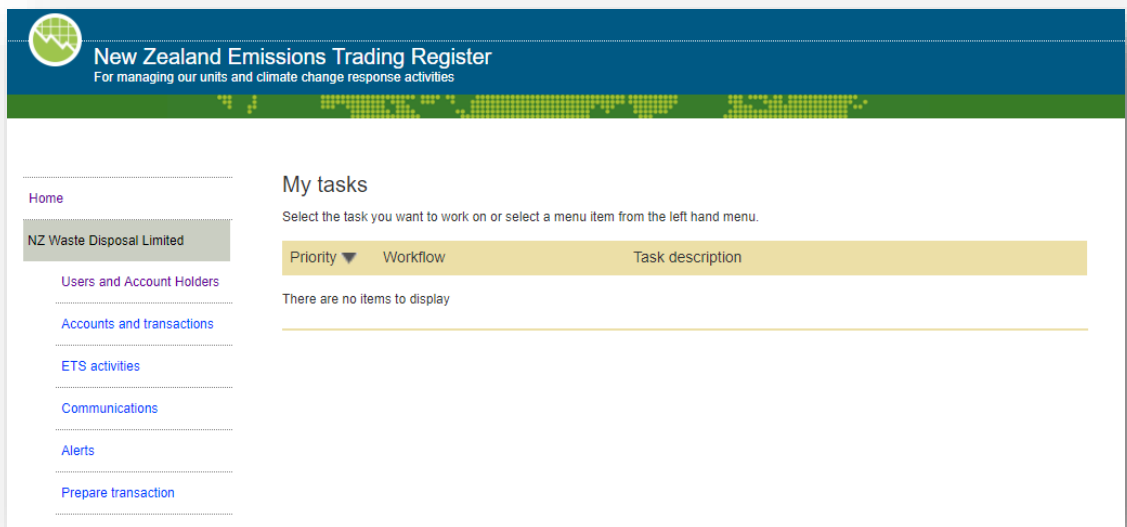 New Zealand Emissions Trading Register
For managing our units and climate change response activities
Home
NZ Waste Disposal Limited
Users and Account Holders
Accounts and transactions
ETS activities
Communications
Alerts
Prepare transaction
My tasks
Select the task you want to work on or select a menu item from the left hand menu.
Priority Workflow Task description
There are no items to display